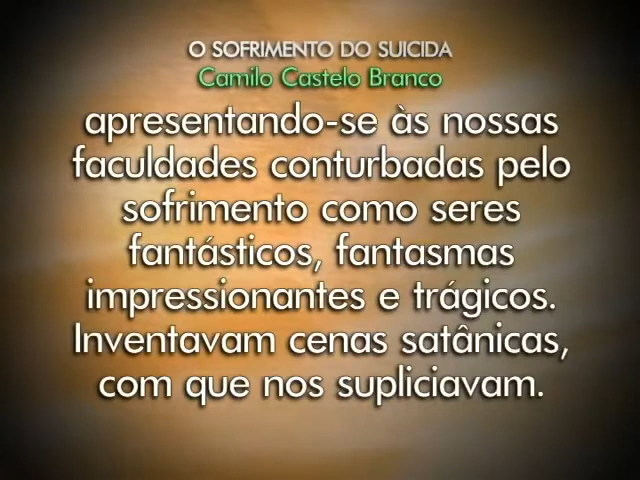 O SOFRIMENTO DO SUICIDA
Camilo Castelo Branco
apresentando-se às nossas
faculdades conturbadas pelo
sofrimento como seres
fantásticos, fantasmas
impressionantes e trágicos.
Inventavam cenas satânicas,
com que nos supliciavam.